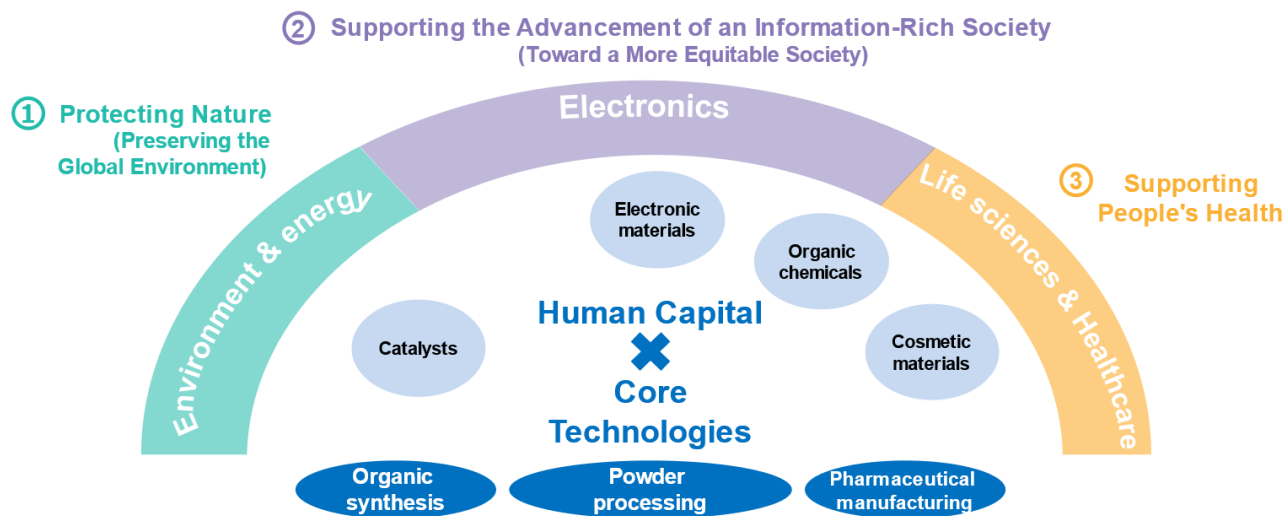 ② Supporting the Advancement of an Information-Rich Society
(Toward a More Equitable Society)
① Protecting Nature
(Preserving the
Global Environment)
Electronics
Environment & energy
Life sciences & Healthcare
③ Supporting
People's Health
Electronic
materials
Organic
chemicals
Catalysts
Cosmetic
materials
Human Capital
✖
Core
Technologies
Organic
synthesis
Powder
processing
Pharmaceutical
manufacturing